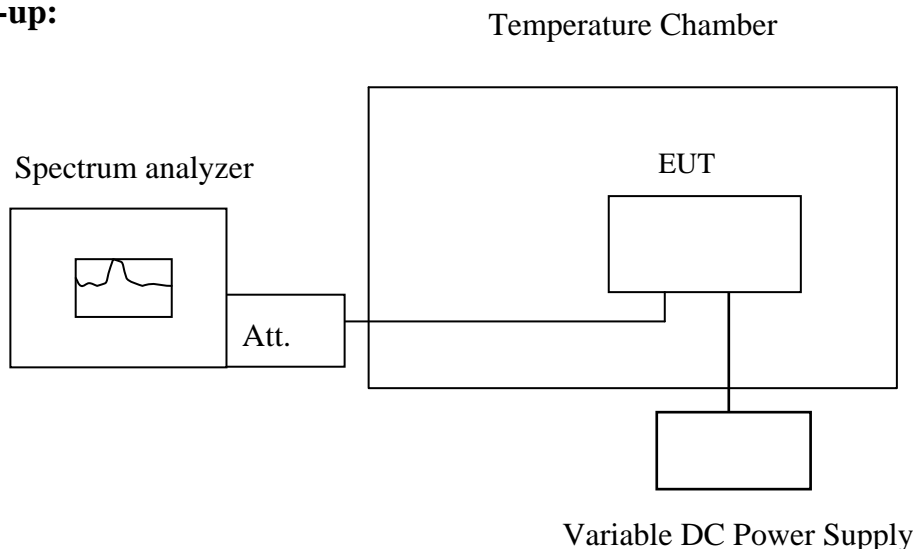 -up:
Temperature Chamber
Spectrum analyzer
EUT
Att.
Variable DC Power Supply